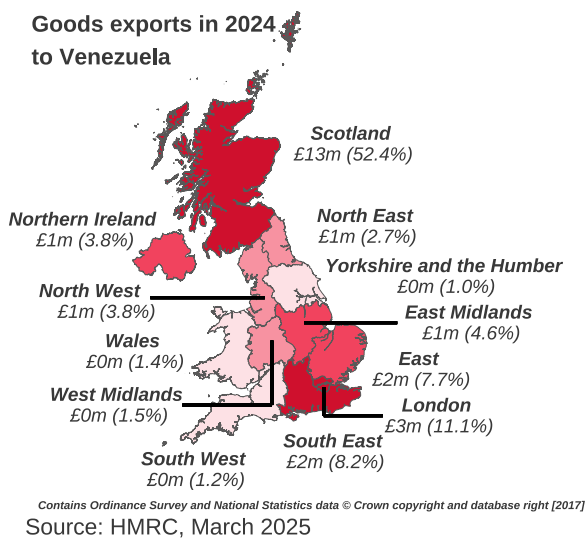 Goods exports in 2024
to Venezuela
Scotland
£13m (52.4%)
Northern Ireland
£1m (3.8%)
North East
£1m (2.7%)
Yorkshire and the Humber
£0m (1.0%)
North West
£1m (3.8%)
East Midlands
£1m (4.6%)
Wales
£0m (1.4%)
East
£2m (7.7%)
West Midlands
£0m (1.5%)
London
£3m (11.1%)
South East
£2m (8.2%)
South West
£0m (1.2%)
Contains Ordinance Survey and National Statistics data © Crown copyright and database right [2017]
Source: HMRC, March 2025